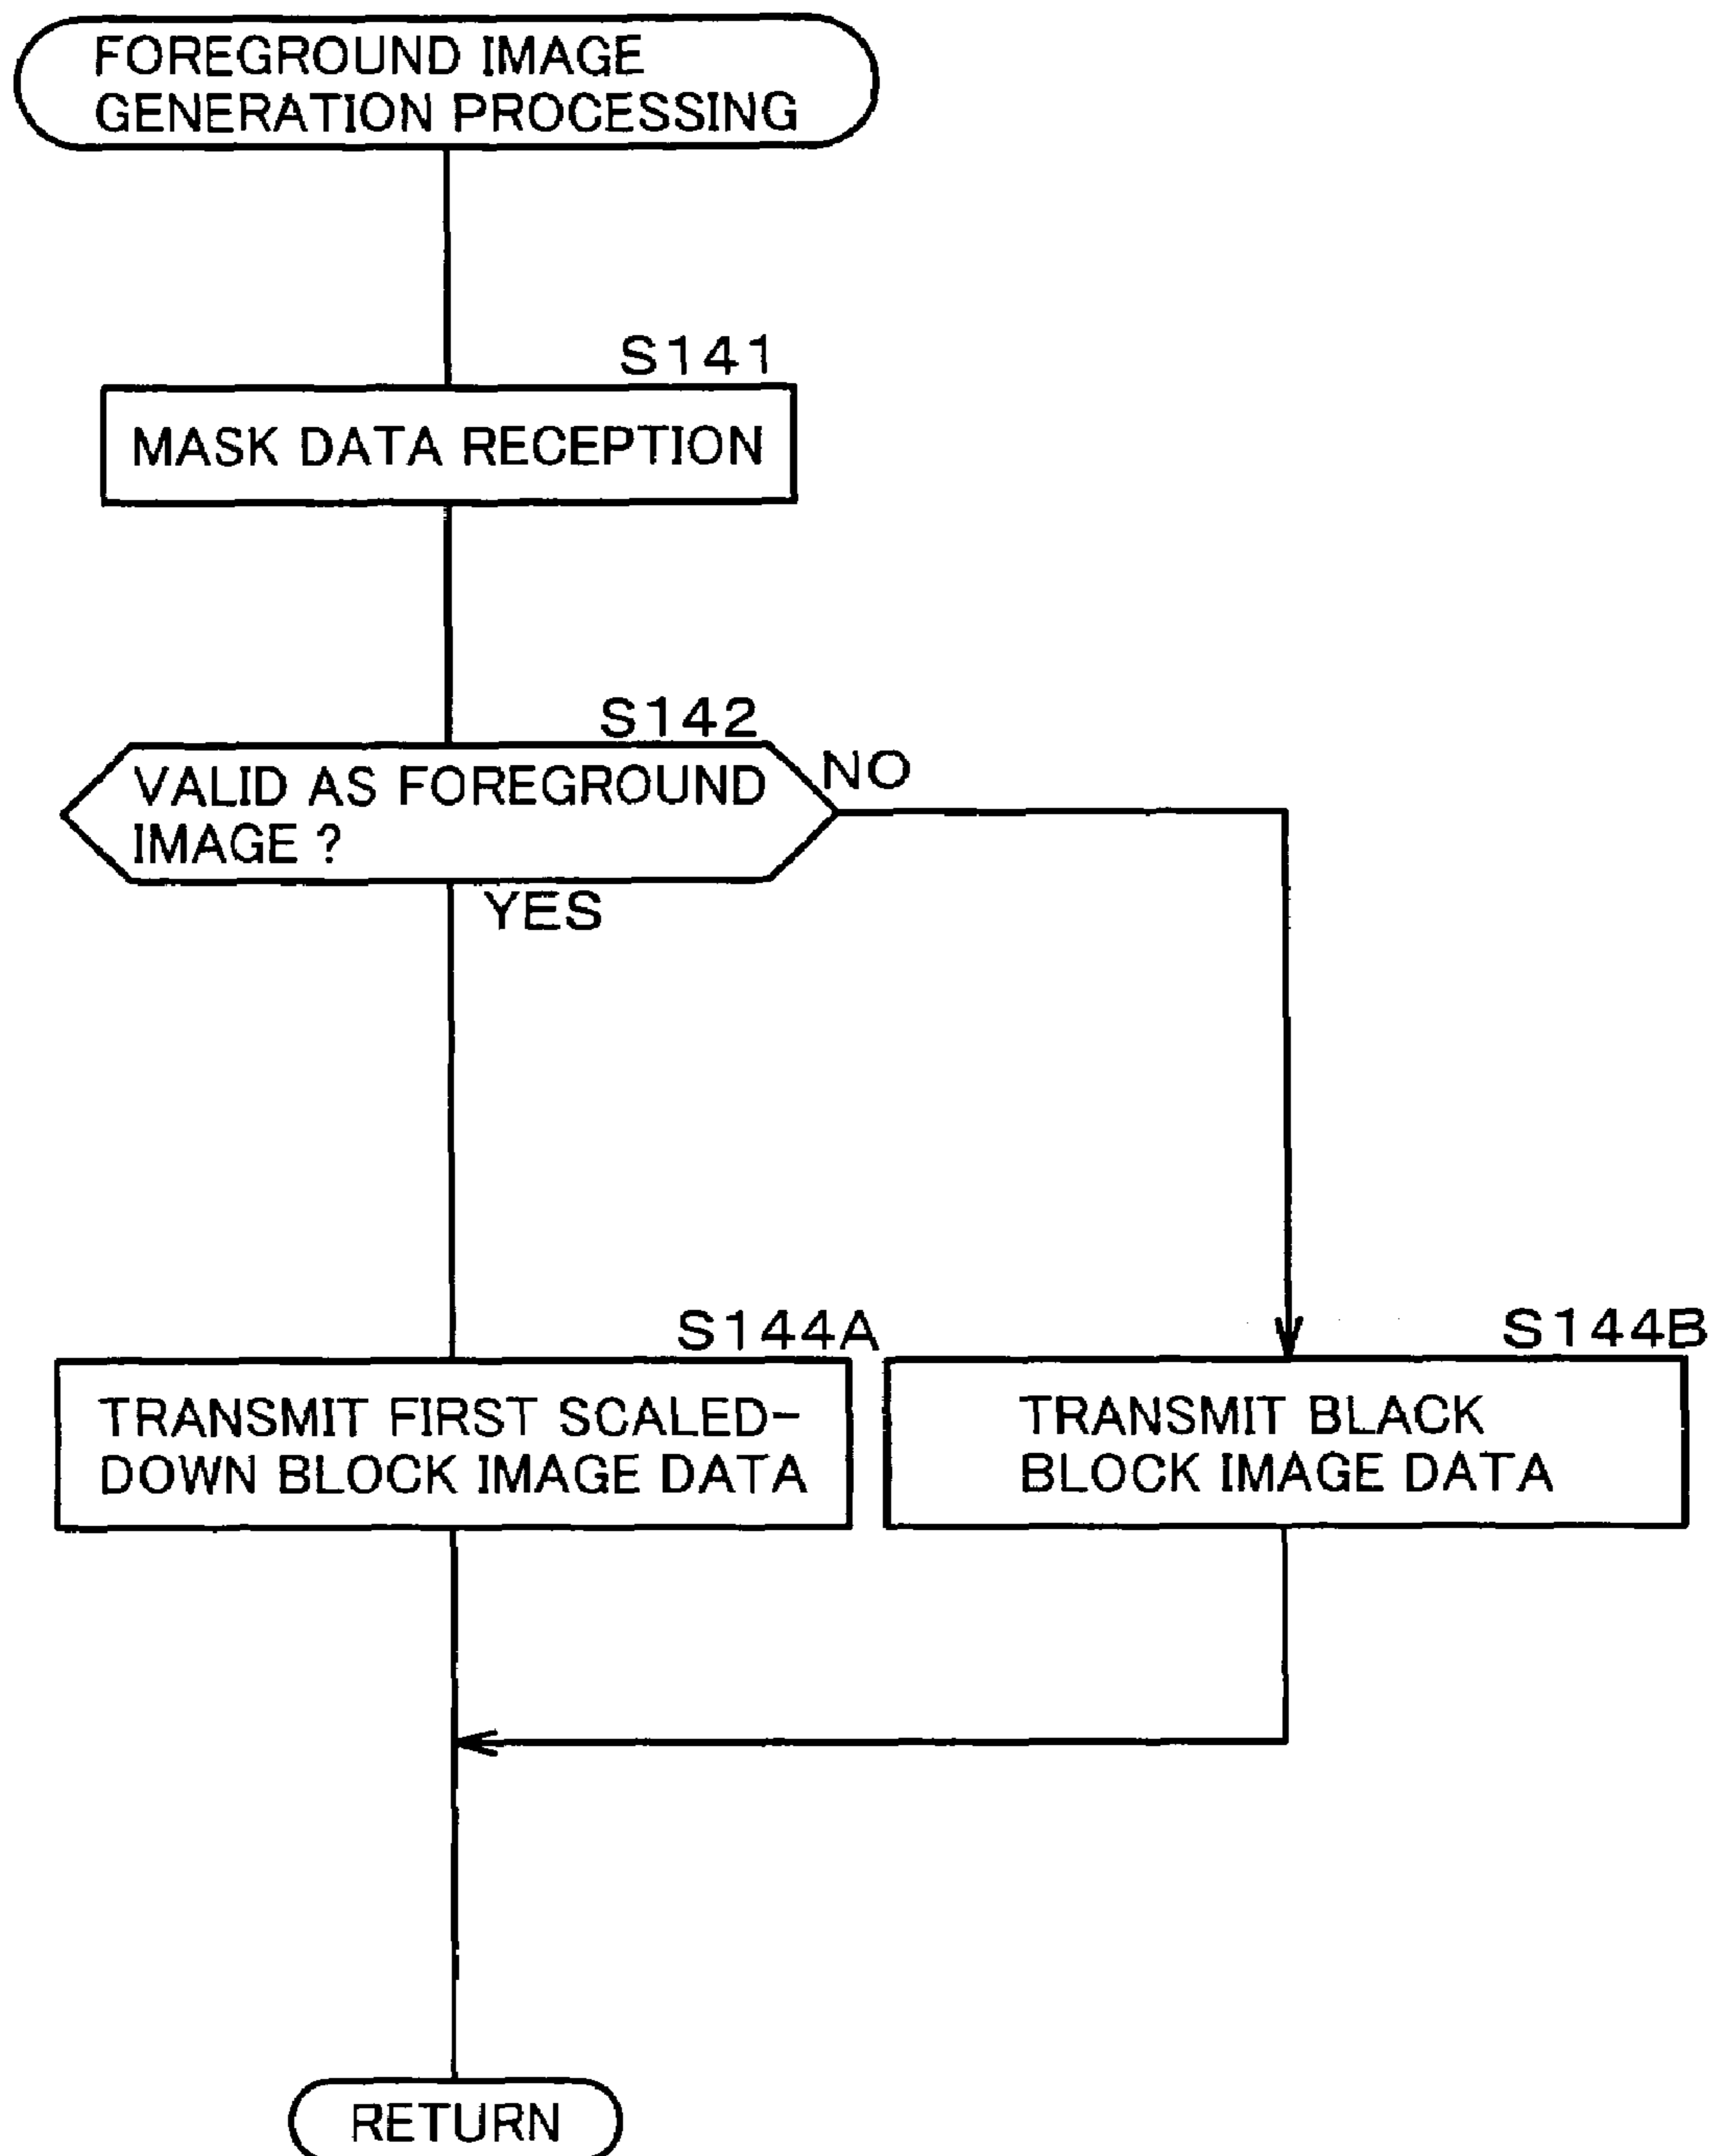 FOREGROUND IMAGE
GENERATION PROCESSING
S141
MASK DATA RECEPTION
S142
VALID AS FOREGROUND
IMAGE ?
NO
YES
S144A
TRANSMIT FIRST SCALED-
DOWN BLOCK IMAGE DATA
S144B
TRANSMIT BLACK
BLOCK IMAGE DATA
RETURN